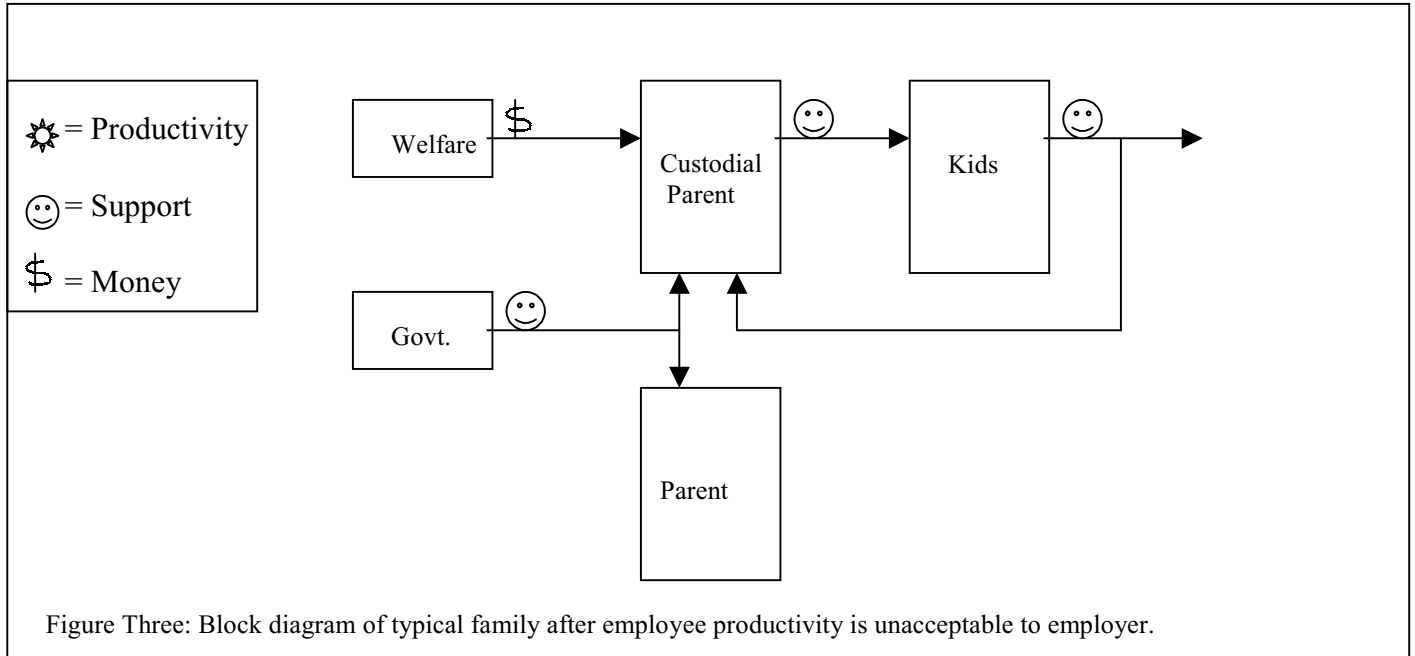 = Productivity
= Support
$ = Money
Welfare
$
Custodial
Parent
Kids
Govt.
Parent
Figure Three: Block diagram of typical family after employee productivity is unacceptable to employer.